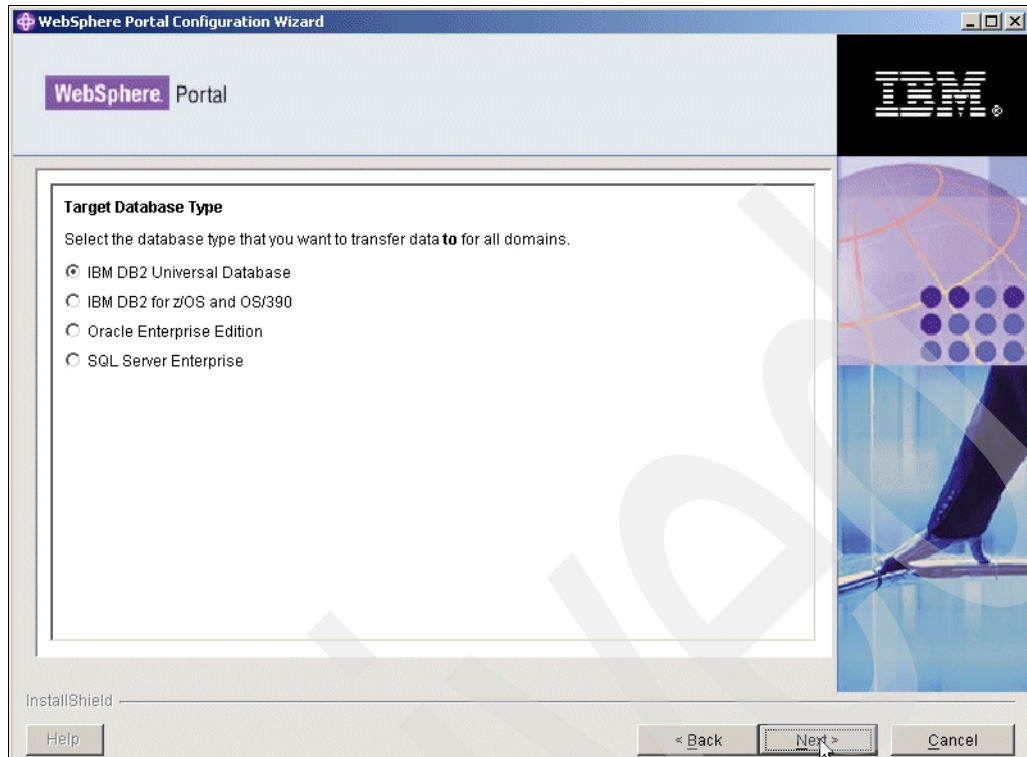 WebSphere Portal Configuration Wizard
WebSphere. Portal
IBM®
Target Database Type
Select the database type that you want to transfer data to for all domains.
IBM DB2 Universal Database
IBM DB2 for z/OS and OS/390
Oracle Enterprise Edition
SQL Server Enterprise
InstallShield
Help
< Back
Next >
Cancel